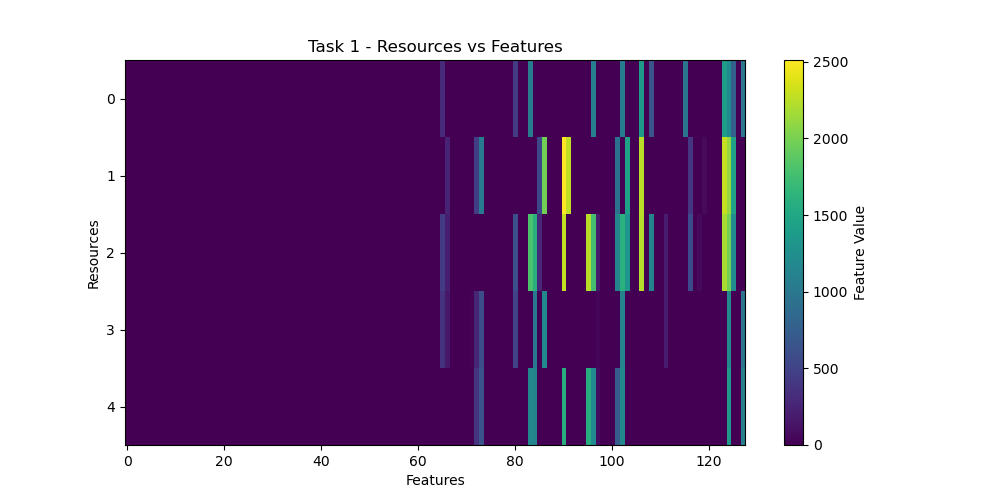 Task 1 - Resources vs Features
Resources
0
1
2
3
4
0 20 40 60 80 100 120
Features
2500
2000
1500
1000
500
0
Feature Value